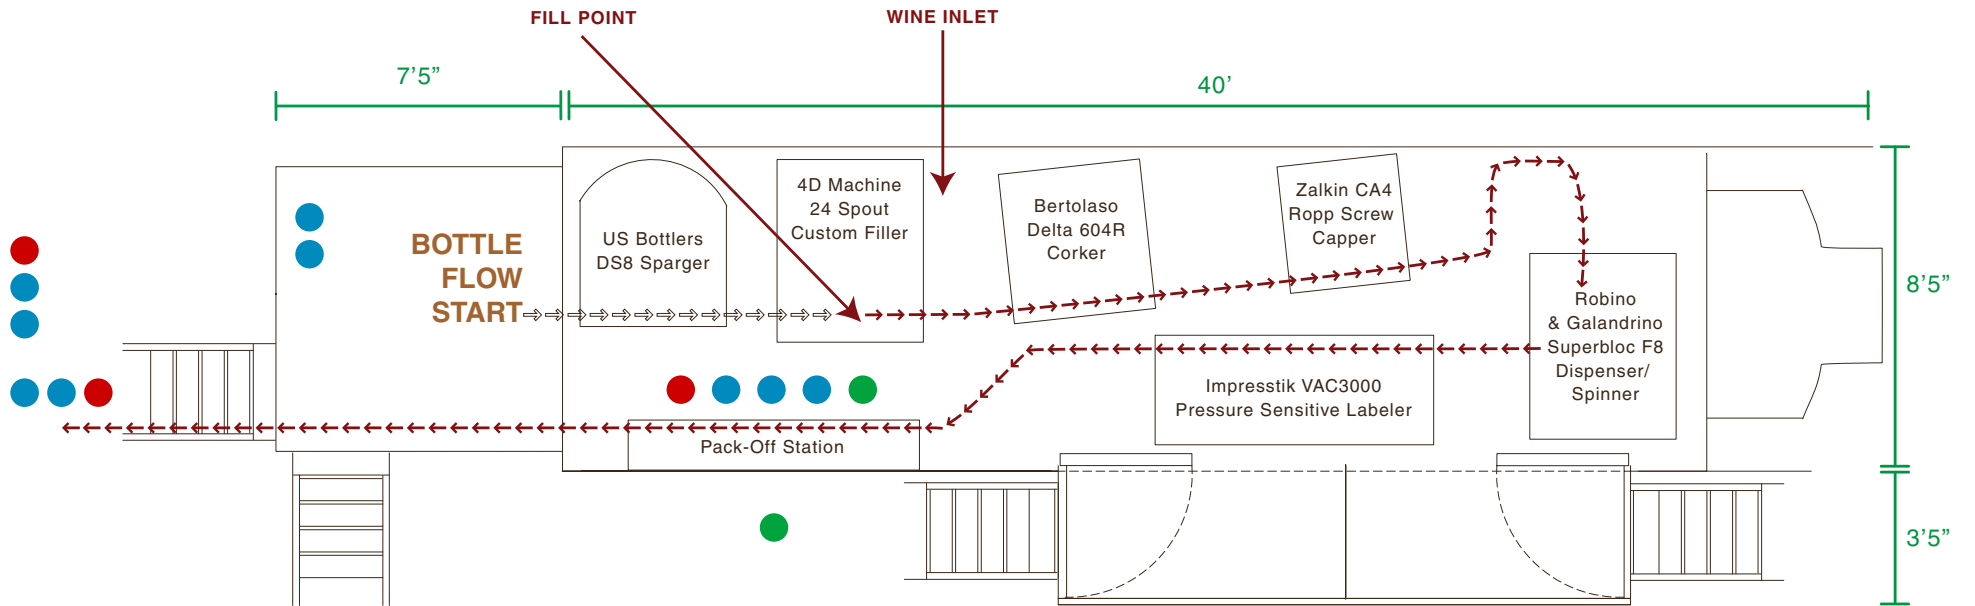 FILL POINT
WINE INLET
7’5”
40’
BOTTLE
FLOW
START
US Bottlers
DS8 Sparger
4D Machine
24 Spout
Custom Filler
Bertolaso
Delta 604R
Corker
Zalkin CA4
Ropp Screw
Capper
Robino
& Galandrino
Superbloc F8
Dispenser/
Spinner
Impresstik VAC3000
Pressure Sensitive Labeler
Pack-Off Station
8’5”
3’5”